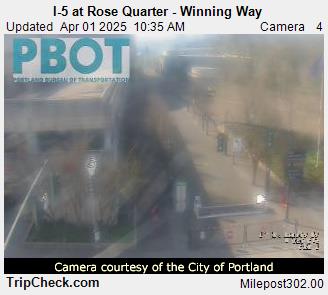 I-5 at Rose Quarter - Winning Way
Updated Apr 01 2025 10:35 AM Camera 4
PBOT
PORTLAND BUREAU OF TRANSPORTATION
Camera courtesy of the City of Portland
TripCheck.com Milepost302.00